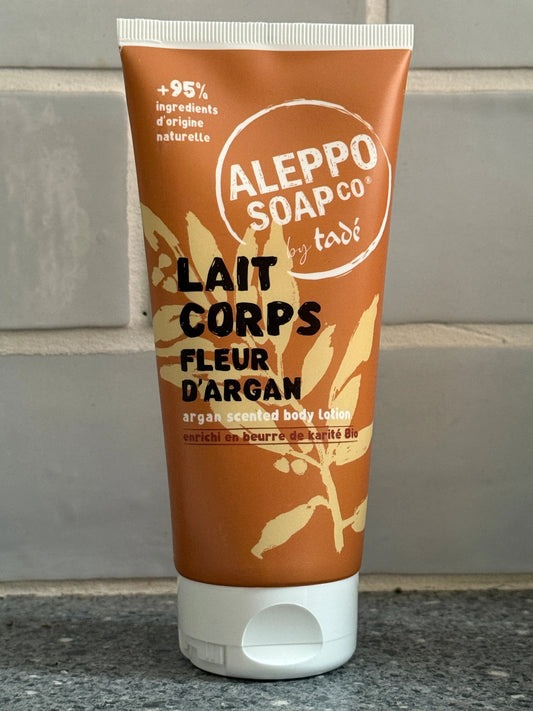 +95%
ingredients
d'origine
naturelle
ALEPPO
SOAP CO®
by tadé
LAIT
CORPS
FLEUR
D'ARGAN
argan scented body lotion
enrichi en beurre de karité Bio